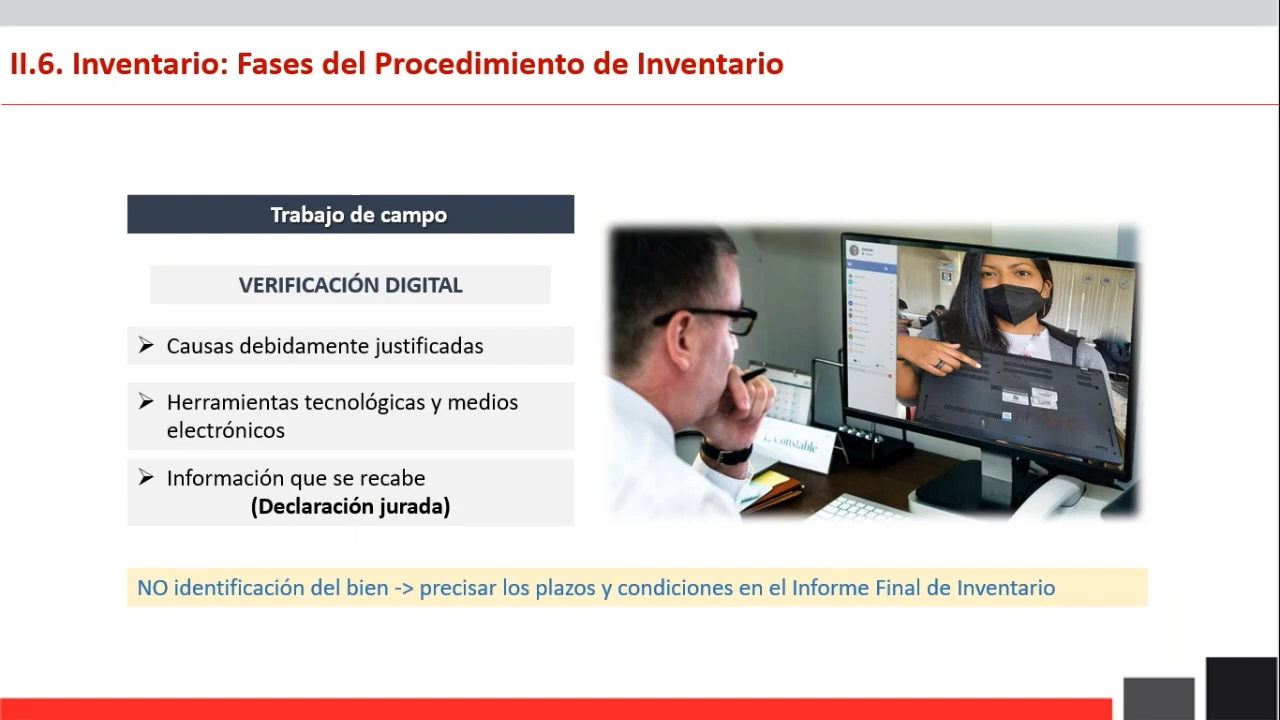 II.6. Inventario: Fases del Procedimiento de Inventario
Trabajo de campo
VERIFICACIÓN DIGITAL
➢ Causas debidamente justificadas
➢ Herramientas tecnológicas y medios
electrónicos
➢ Información que se recabe
(Declaración jurada)
Constable
NO identificación del bien -> precisar los plazos y condiciones en el Informe Final de Inventario